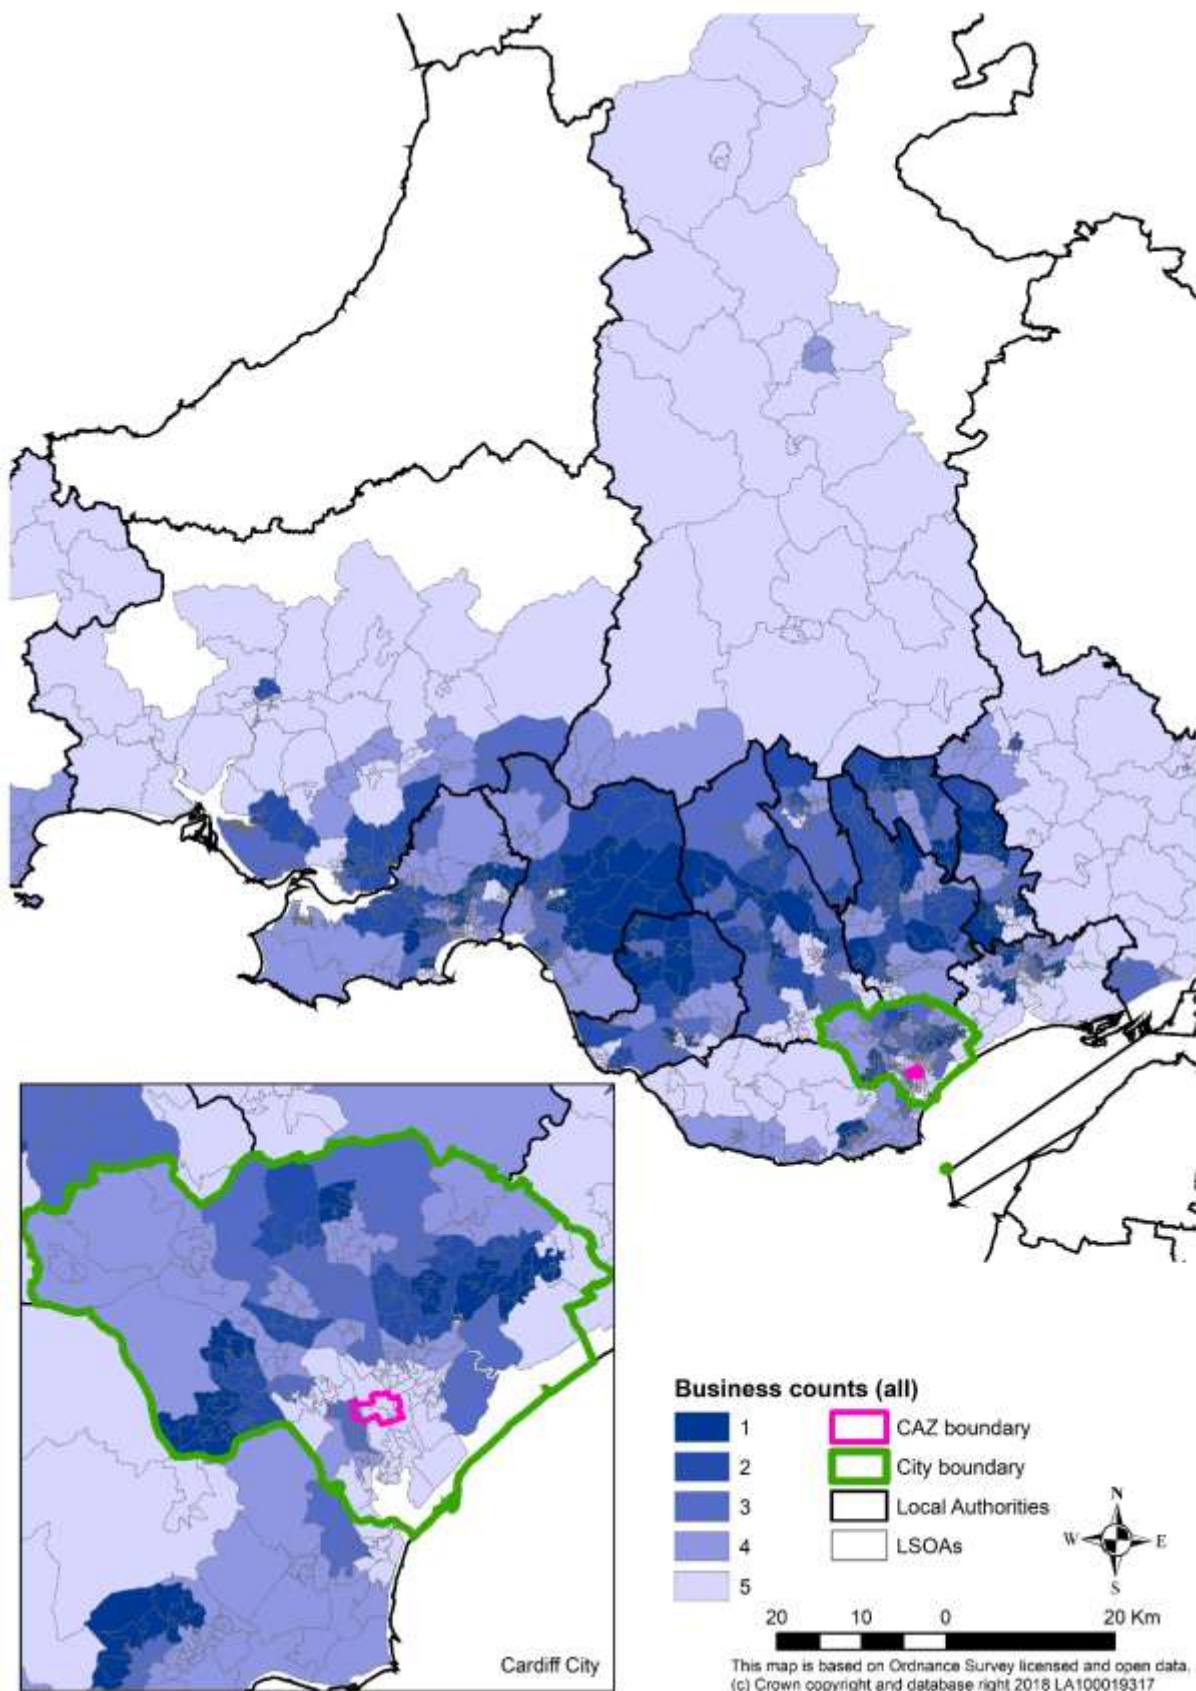 Cardiff City
Business counts (all)
1
2
3
4
5
CAZ boundary
City boundary
Local Authorities
LSOAs
N
W
E
S
20
10
0
20 Km
This map is based on Ordnance Survey licensed and open data.
(c) Crown copyright and database right 2018 LA100019317